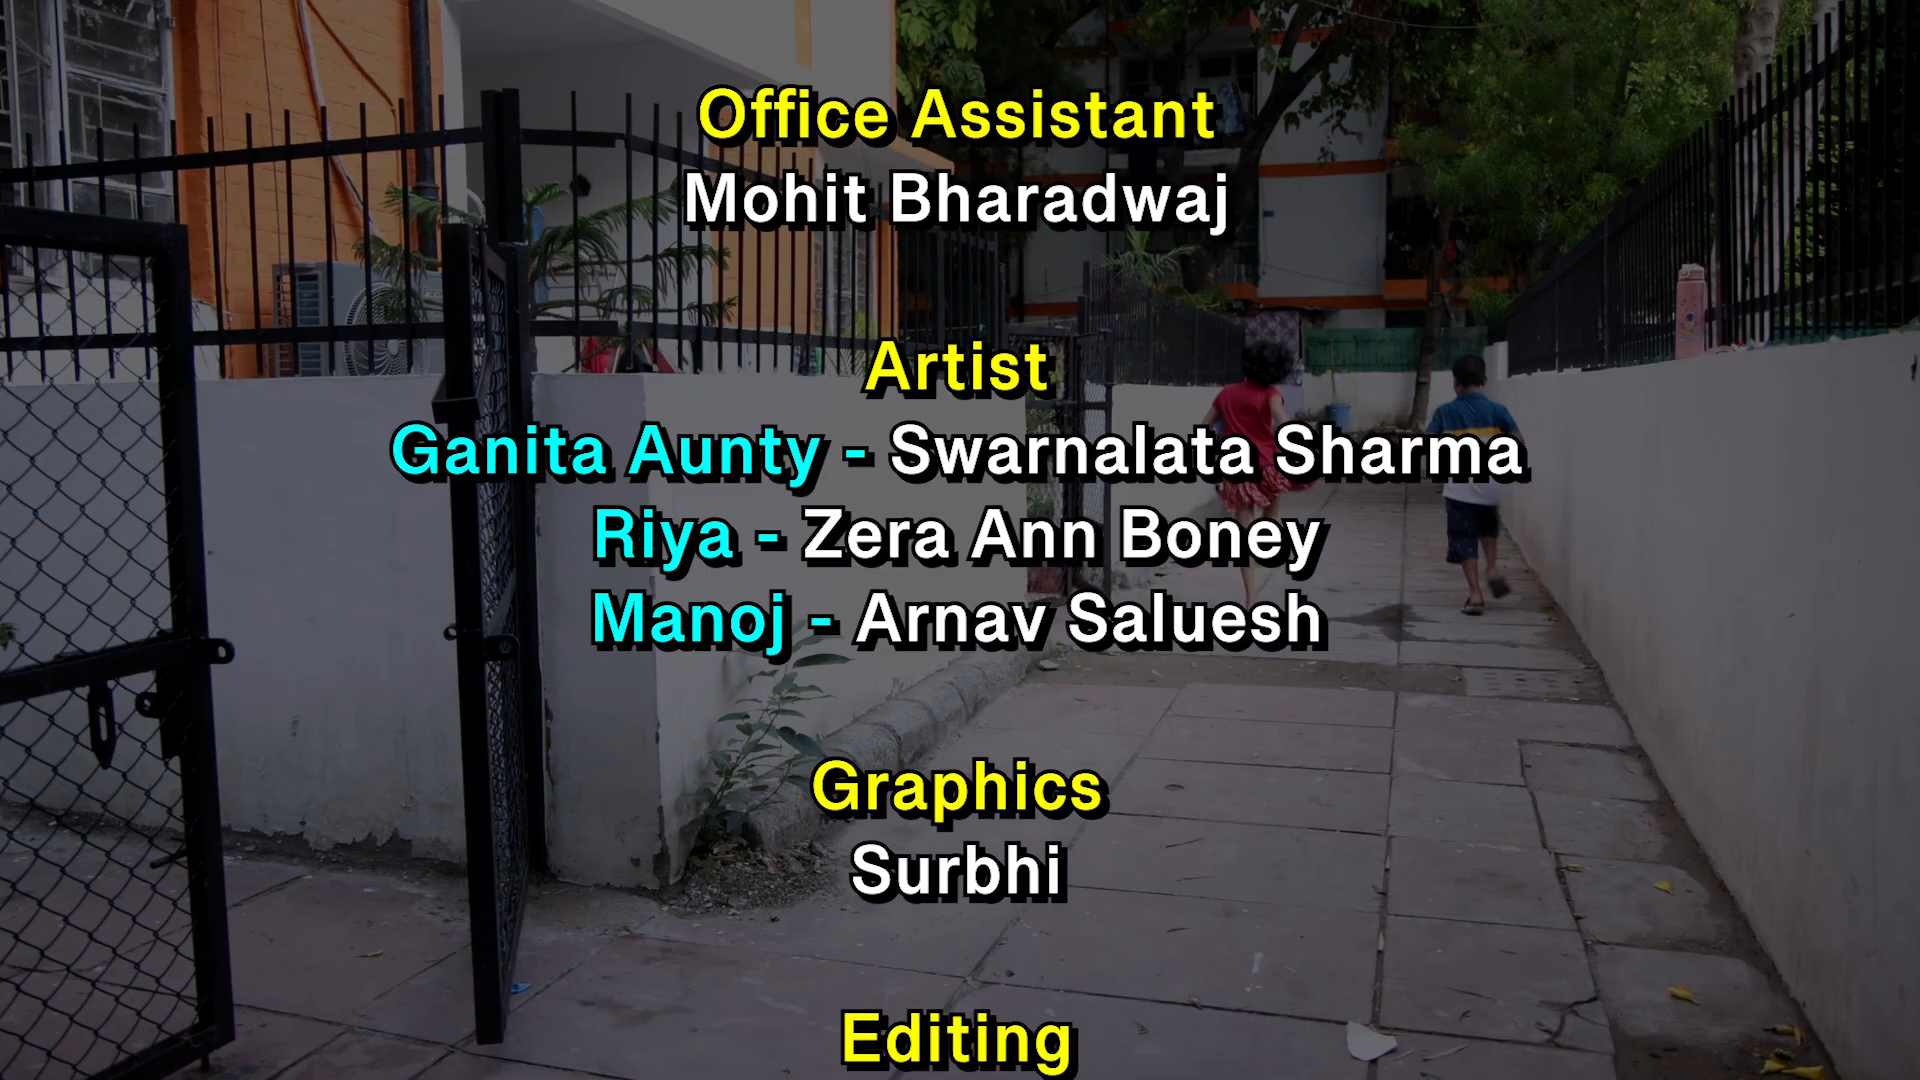 Office Assistant
Mohit Bharadwaj
Artist
Ganita Aunty - Swarnalata Sharma
Riya - Zera Ann Boney
Manoj - Arnav Saluesh
Graphics
Surbhi
Editing